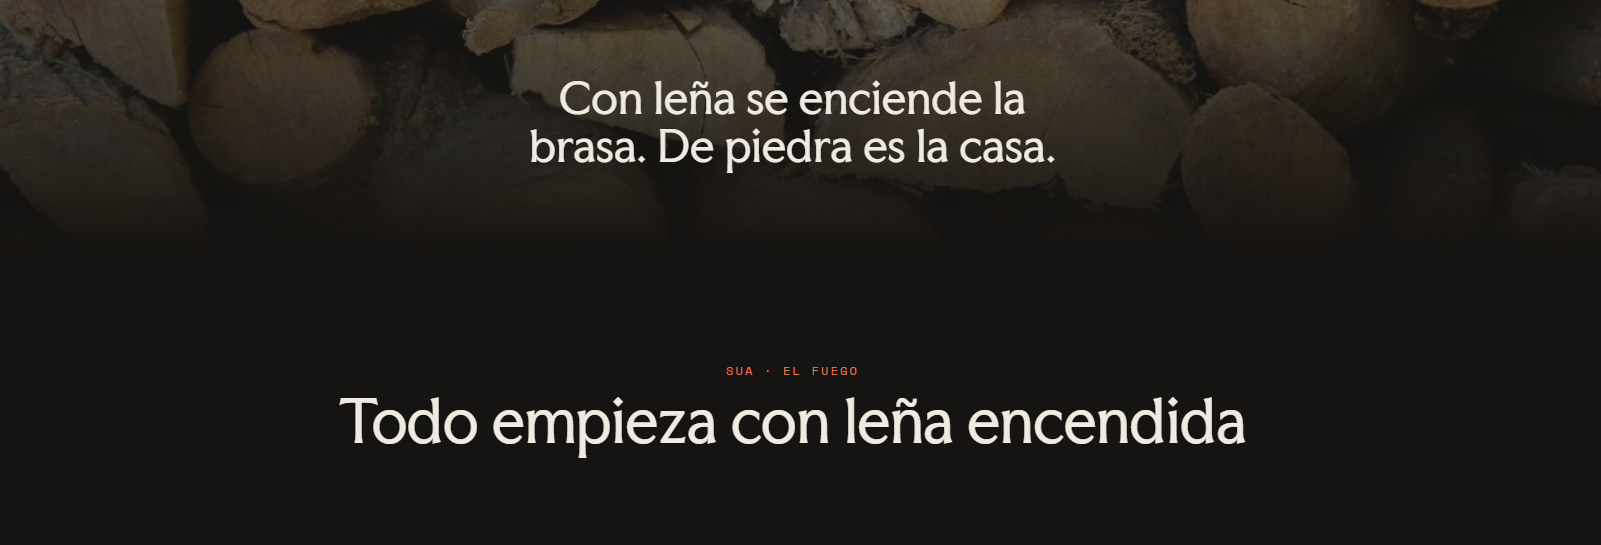 Con leña se enciende la
brasa. De piedra es la casa.
SUA · EL FUEGO
Todo empieza con leña encendida